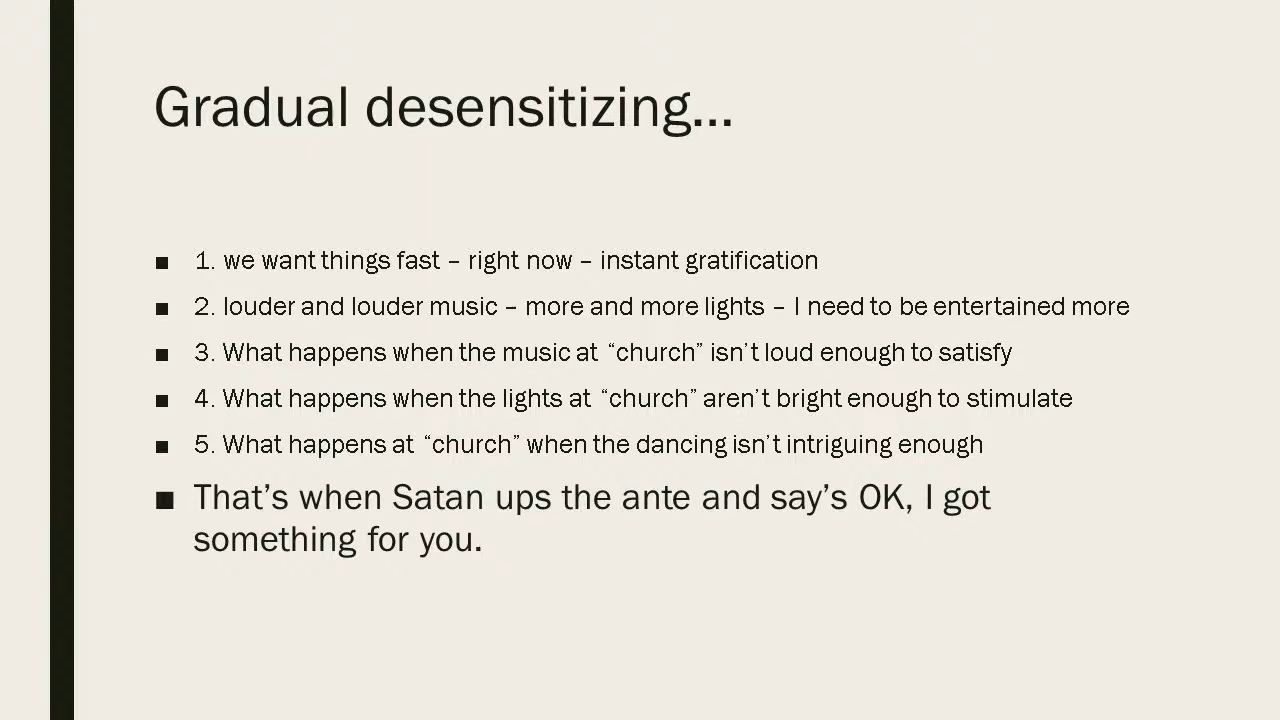 Gradual desensitizing...
■ 1. we want things fast – right now – instant gratification
■ 2. louder and louder music – more and more lights – I need to be entertained more
■ 3. What happens when the music at “church” isn’t loud enough to satisfy
■ 4. What happens when the lights at “church” aren’t bright enough to stimulate
■ 5. What happens at “church” when the dancing isn’t intriguing enough
■ That’s when Satan ups the ante and say’s OK, I got
something for you.